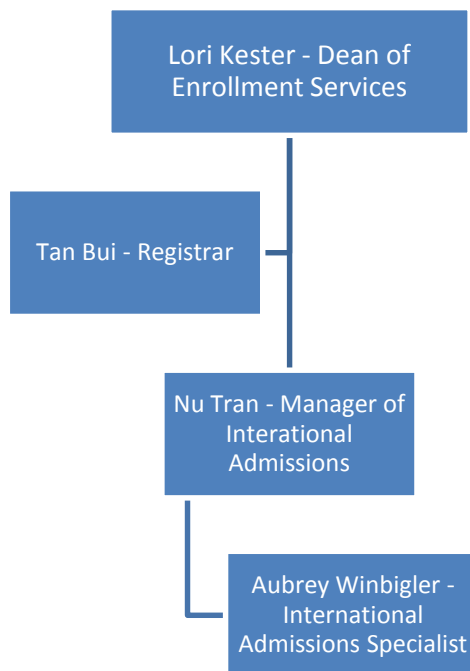 Lori Kester - Dean of
Enrollment Services
Tan Bui - Registrar
Nu Tran - Manager of
Interational
Admissions
Aubrey Winbigler -
International
Admissions Specialist